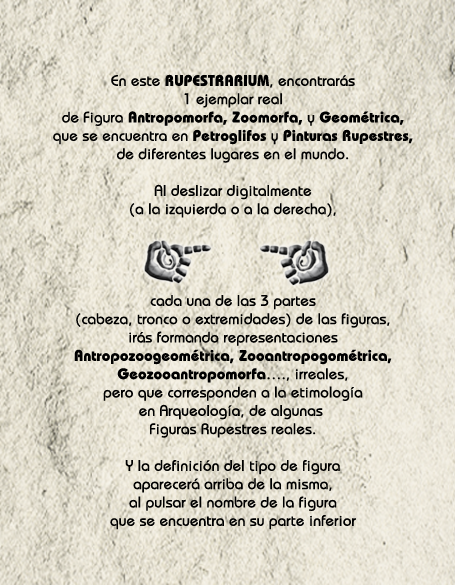 En este RUPESTRARIUM, encontrarás
1 ejemplar real
de Figura Antropomorfa, Zoomorfa, y Geométrica,
que se encuentra en Petroglifos y Pinturas Rupestres,
de diferentes lugares en el mundo.
Al deslizar digitalmente
(a la izquierda o a la derecha),
cada una de las 3 partes
(cabeza, tronco o extremidades) de las figuras,
irás formanda representaciones
Antropozoogeométrica, Zooantropogométrica,
Geozooantropomorfa...., irreales,
pero que corresponden a la etimología
en Arqueología, de algunas
Figuras Rupestres reales.
Y la definición del tipo de figura
aparecerá arriba de la misma,
al pulsar el nombre de la figura
que se encuentra en su parte inferior